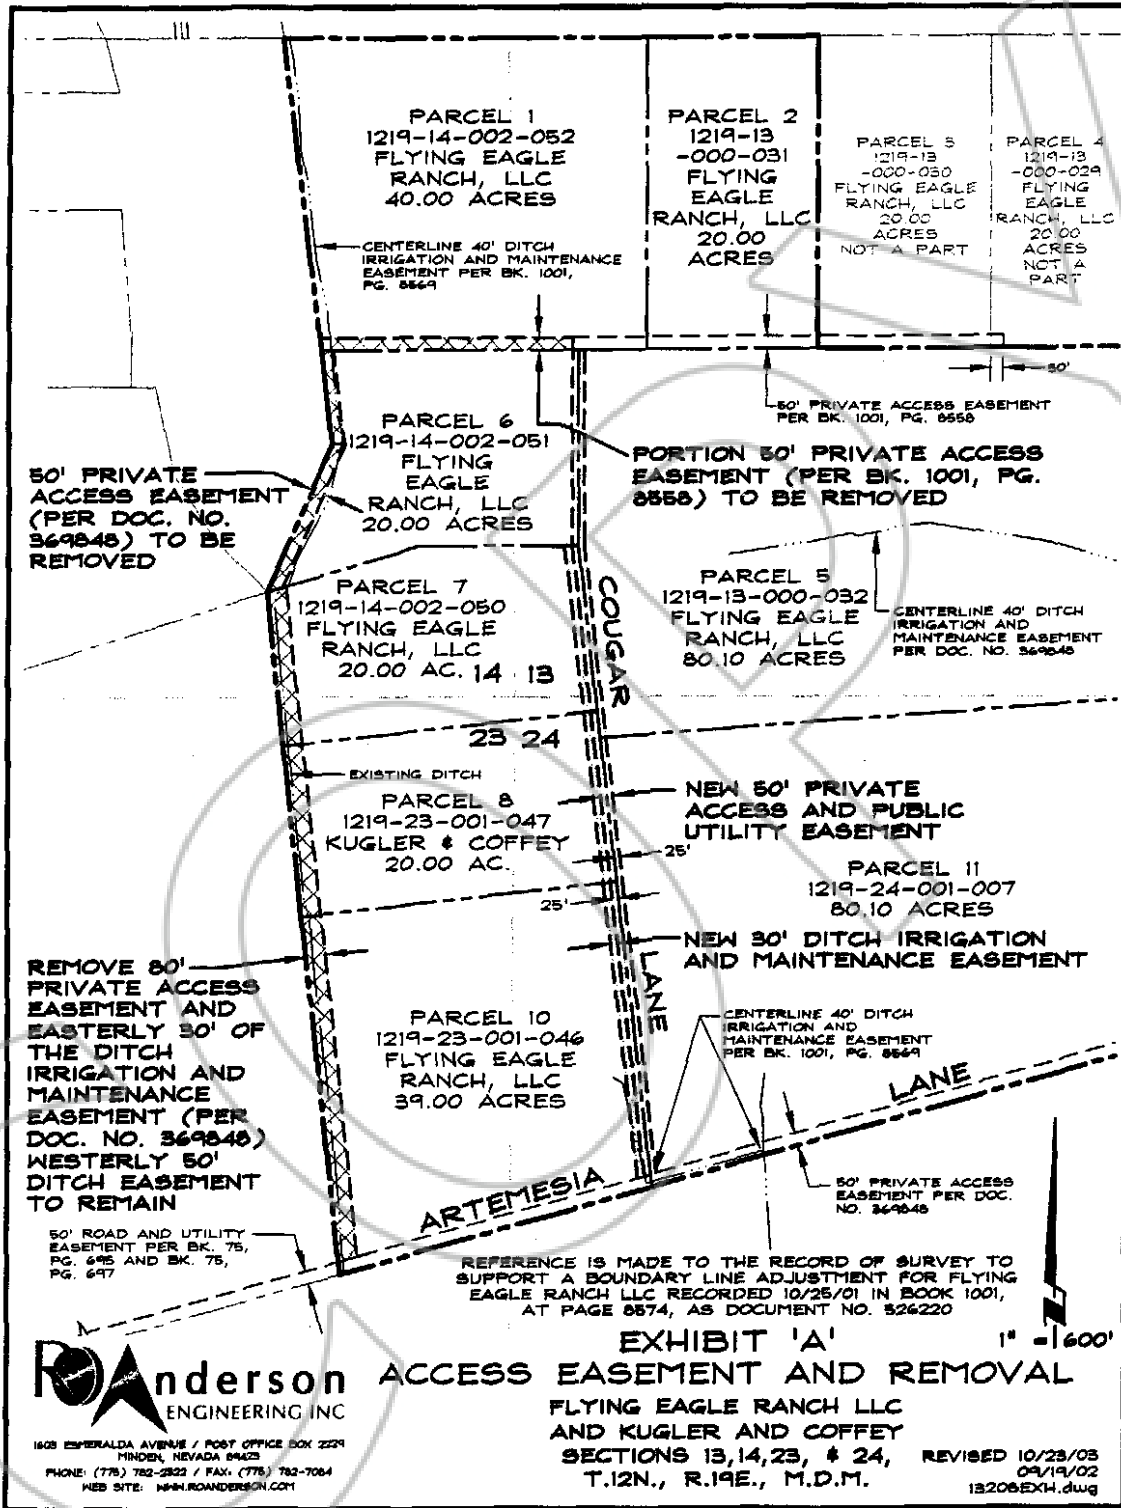 PARCEL 1
1219-14-002-052
FLYING EAGLE
RANCH, LLC
40.00 ACRES
PARCEL 2
1219-13
-000-031
FLYING
EAGLE
RANCH, LLC
20.00
ACRES
PARCEL 3
1219-13
-000-030
FLYING EAGLE
RANCH, LLC
20.00
ACRES
NOT A PART
PARCEL 4
1219-13
-000-029
FLYING
EAGLE
RANCH, LLC
20.00
ACRES
NOT A
PART
CENTERLINE 40' DITCH
IRRIGATION AND MAINTENANCE
EASEMENT PER BK. 1001,
PG. 8569
50'
50' PRIVATE ACCESS EASEMENT
PER BK. 1001, PG. 8558
PARCEL 6
1219-14-002-051
FLYING
EAGLE
RANCH, LLC
20.00 ACRES
PORTION 50' PRIVATE ACCESS
EASEMENT (PER BK. 1001, PG.
8558) TO BE REMOVED
50' PRIVATE
ACCESS EASEMENT
(PER DOC. NO.
369848) TO BE
REMOVED
PARCEL 7
1219-14-002-050
FLYING EAGLE
RANCH, LLC
20.00 AC.
14 13
23 24
COUGAR
LANE
PARCEL 5
1219-13-000-032
FLYING EAGLE
RANCH, LLC
80.10 ACRES
CENTERLINE 40' DITCH
IRRIGATION AND
MAINTENANCE EASEMENT
PER DOC. NO. 369848
EXISTING DITCH
PARCEL 8
1219-23-001-047
KUGLER & COFFEY
20.00 AC.
NEW 50' PRIVATE
ACCESS AND PUBLIC
UTILITY EASEMENT
25'
25'
PARCEL 11
1219-24-001-007
80.10 ACRES
NEW 30' DITCH IRRIGATION
AND MAINTENANCE EASEMENT
REMOVE 80'
PRIVATE ACCESS
EASEMENT AND
EASTERLY 30' OF
THE DITCH
IRRIGATION AND
MAINTENANCE
EASEMENT (PER
DOC. NO. 369848)
WESTERLY 50'
DITCH EASEMENT
TO REMAIN
PARCEL 10
1219-23-001-046
FLYING EAGLE
RANCH, LLC
39.00 ACRES
CENTERLINE 40' DITCH
IRRIGATION AND
MAINTENANCE EASEMENT
PER BK. 1001, PG. 8569
ARTEMESIA LANE
50' PRIVATE ACCESS
EASEMENT PER DOC.
NO. 369848
50' ROAD AND UTILITY
EASEMENT PER BK. 75,
PG. 695 AND BK. 75,
PG. 697
REFERENCE IS MADE TO THE RECORD OF SURVEY TO
SUPPORT A BOUNDARY LINE ADJUSTMENT FOR FLYING
EAGLE RANCH LLC RECORDED 10/25/01 IN BOOK 1001,
AT PAGE 8574, AS DOCUMENT NO. 526220
EXHIBIT 'A'
1" = 600'
ACCESS EASEMENT AND REMOVAL
FLYING EAGLE RANCH LLC
AND KUGLER AND COFFEY
SECTIONS 13,14,23, & 24,
T.12N., R.19E., M.D.M.
REVISED 10/23/03
09/19/02
13208EXH.dwg
ROAnderson
ENGINEERING INC
1603 ESMERALDA AVENUE / POST OFFICE BOX 2229
MINDEN, NEVADA 89423
PHONE: (775) 782-2322 / FAX: (775) 782-7084
WEB SITE: WWW.ROANDERSON.COM